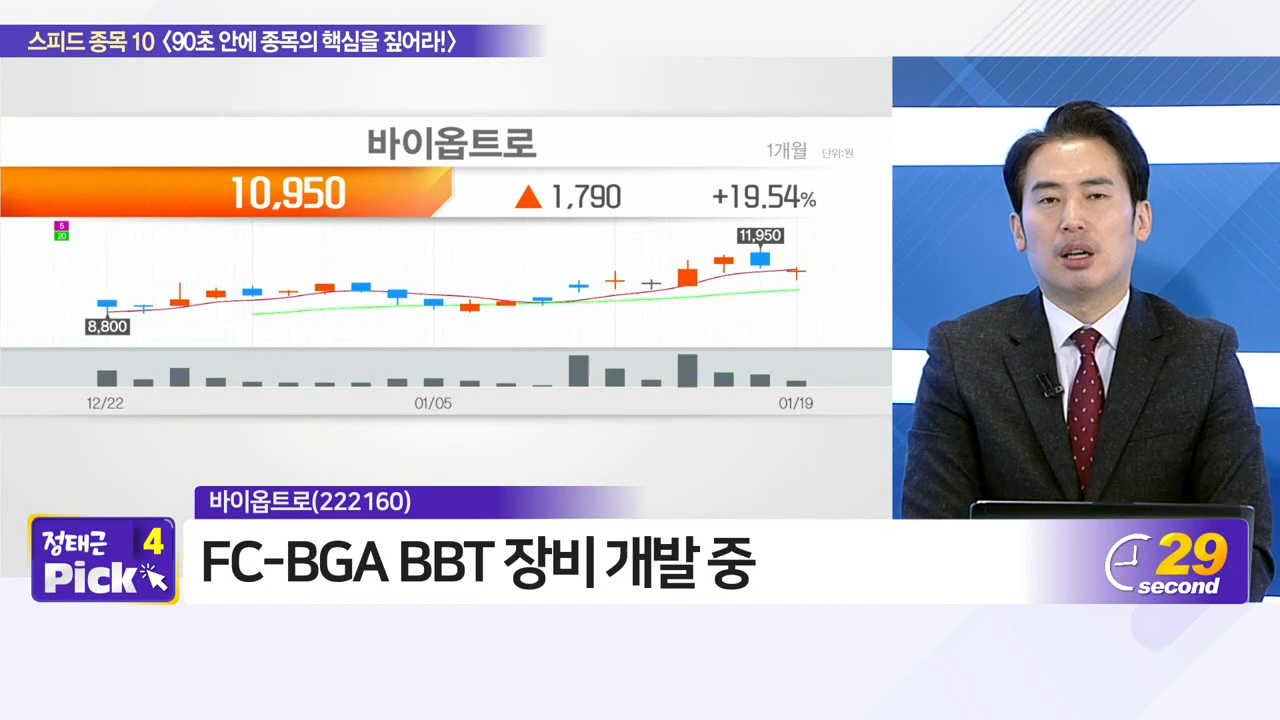 스피드 종목 10 <90초 안에 종목의 핵심을 짚어라!>
바이옵트로
1개월 단위:원
10,950 ▲ 1,790 +19.54%
5
20
11,950
8,800
12/22 01/05 01/19
바이옵트로(222160)
정태근 4
Pick
FC-BGA BBT 장비 개발 중
29
second